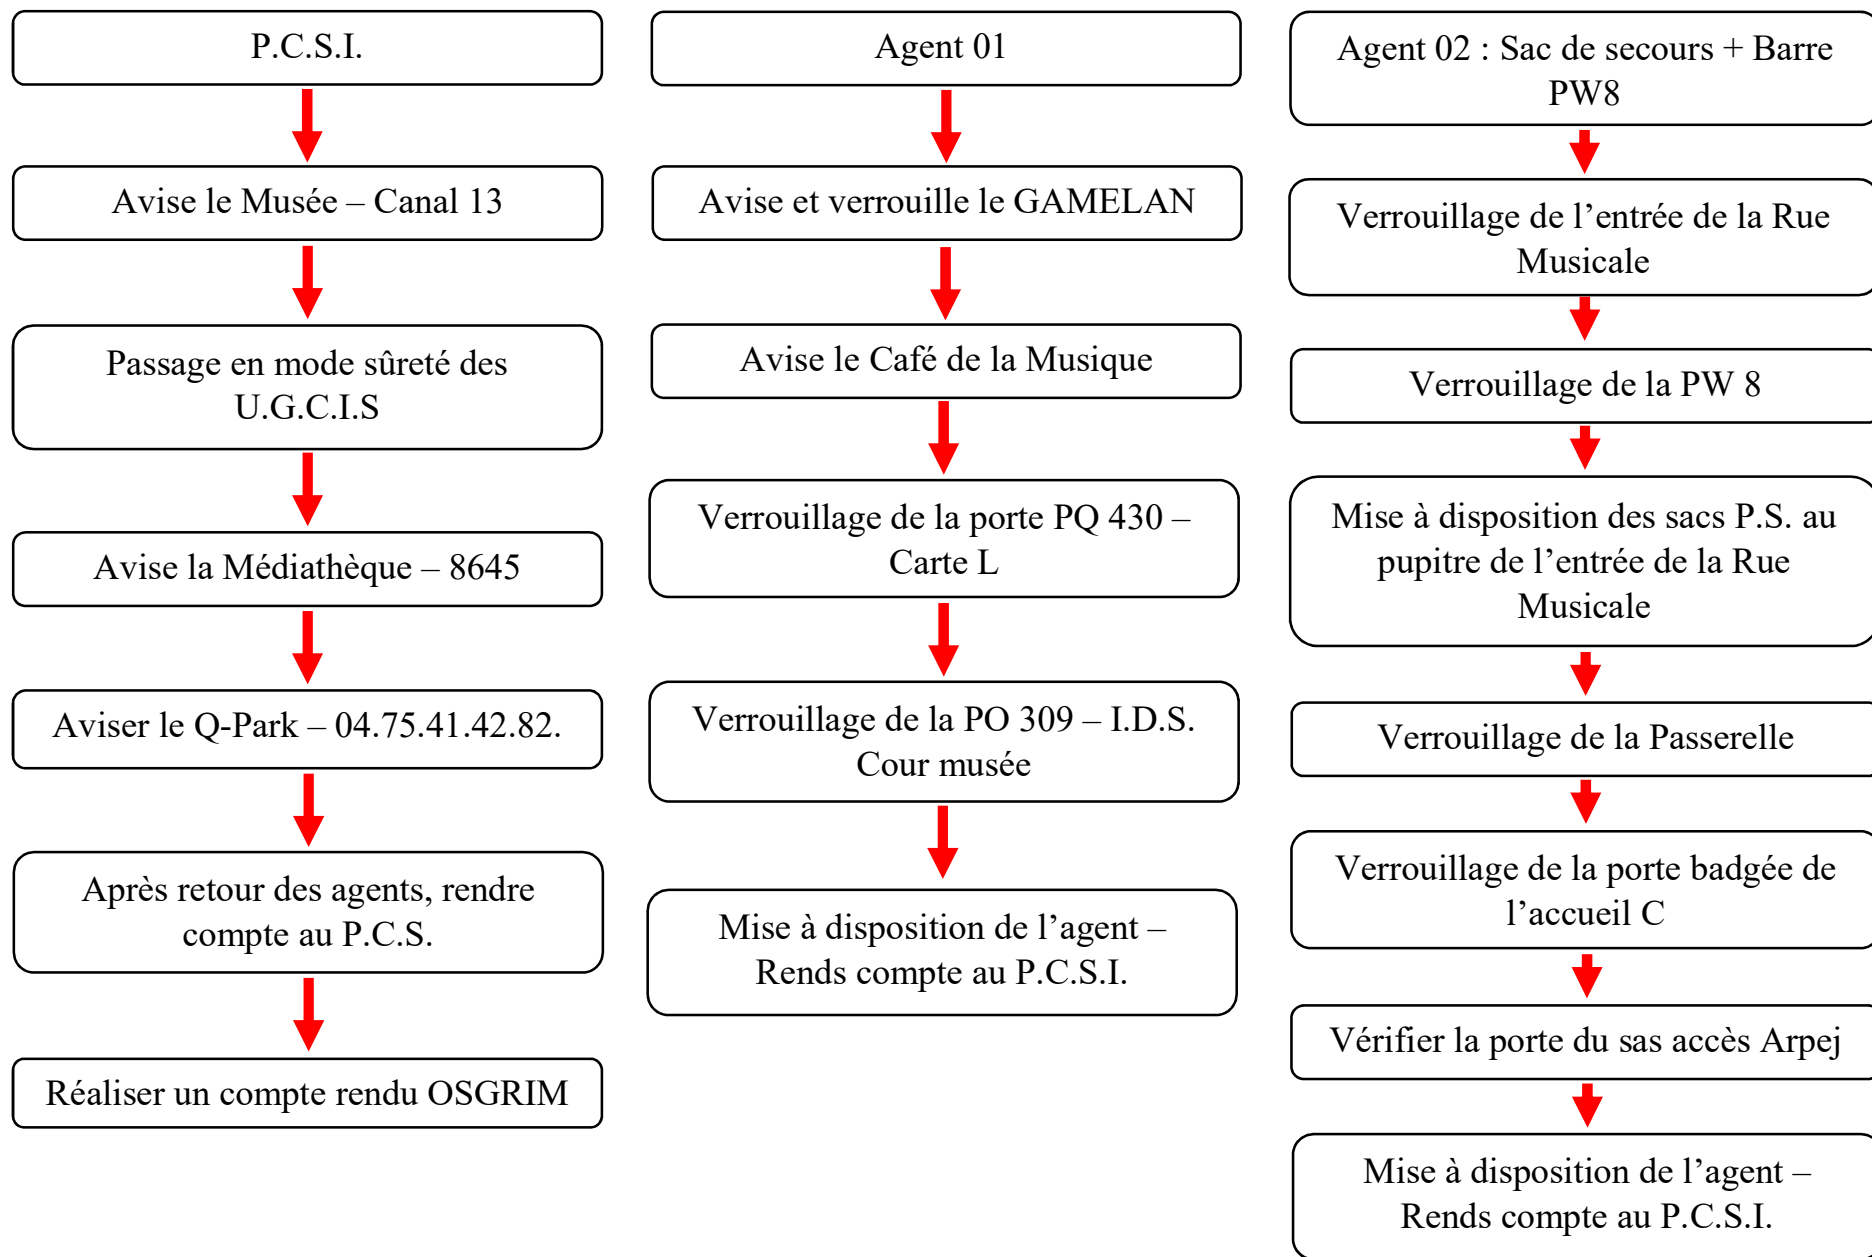 P.C.S.I.
Avise le Musée – Canal 13
Passage en mode sûreté des
U.G.C.I.S
Avise la Médiathèque – 8645
Aviser le Q-Park – 04.75.41.42.82.
Après retour des agents, rendre
compte au P.C.S.
Réaliser un compte rendu OSGRIM
Agent 01
Avise et verrouille le GAMELAN
Avise le Café de la Musique
Verrouillage de la porte PQ 430 –
Carte L
Verrouillage de la PO 309 – I.D.S.
Cour musée
Mise à disposition de l’agent –
Rends compte au P.C.S.I.
Agent 02 : Sac de secours + Barre
PW8
Verrouillage de l’entrée de la Rue
Musicale
Verrouillage de la PW 8
Mise à disposition des sacs P.S. au
pupitre de l’entrée de la Rue
Musicale
Verrouillage de la Passerelle
Verrouillage de la porte badgée de
l’accueil C
Vérifier la porte du sas accès Arpej
Mise à disposition de l’agent –
Rends compte au P.C.S.I.